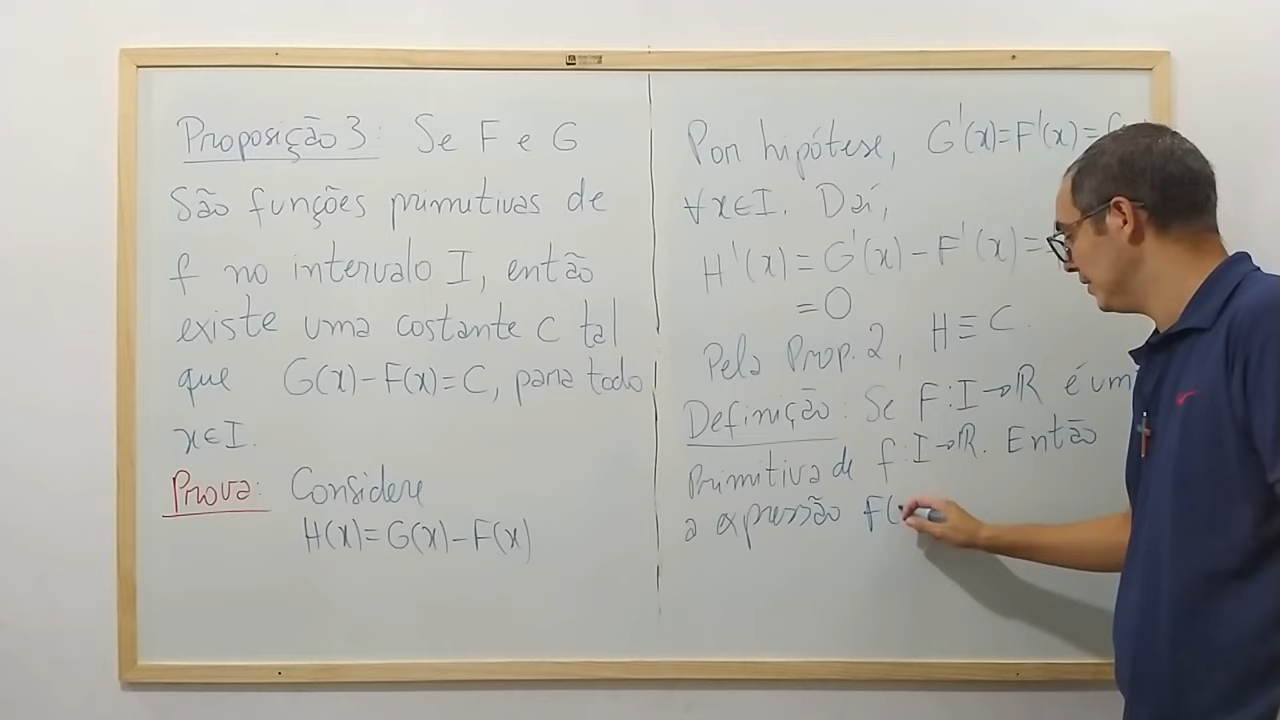 Proposição 3: Se F e G
são funções primitivas de
f no intervalo I, então
existe uma costante C tal
que G(x)-F(x)=C, para todo
x∈I.
Prova: Considere
H(x)=G(x)-F(x)
Por hipótese, G'(x)=F'(x)=
∀x∈I. Daí,
H'(x)=G'(x)-F'(x)=
=0
Pela Prop. 2, H≡C.
Definição: Se F:I→R é um
Primitiva de f:I→R. Então
a expressão F(